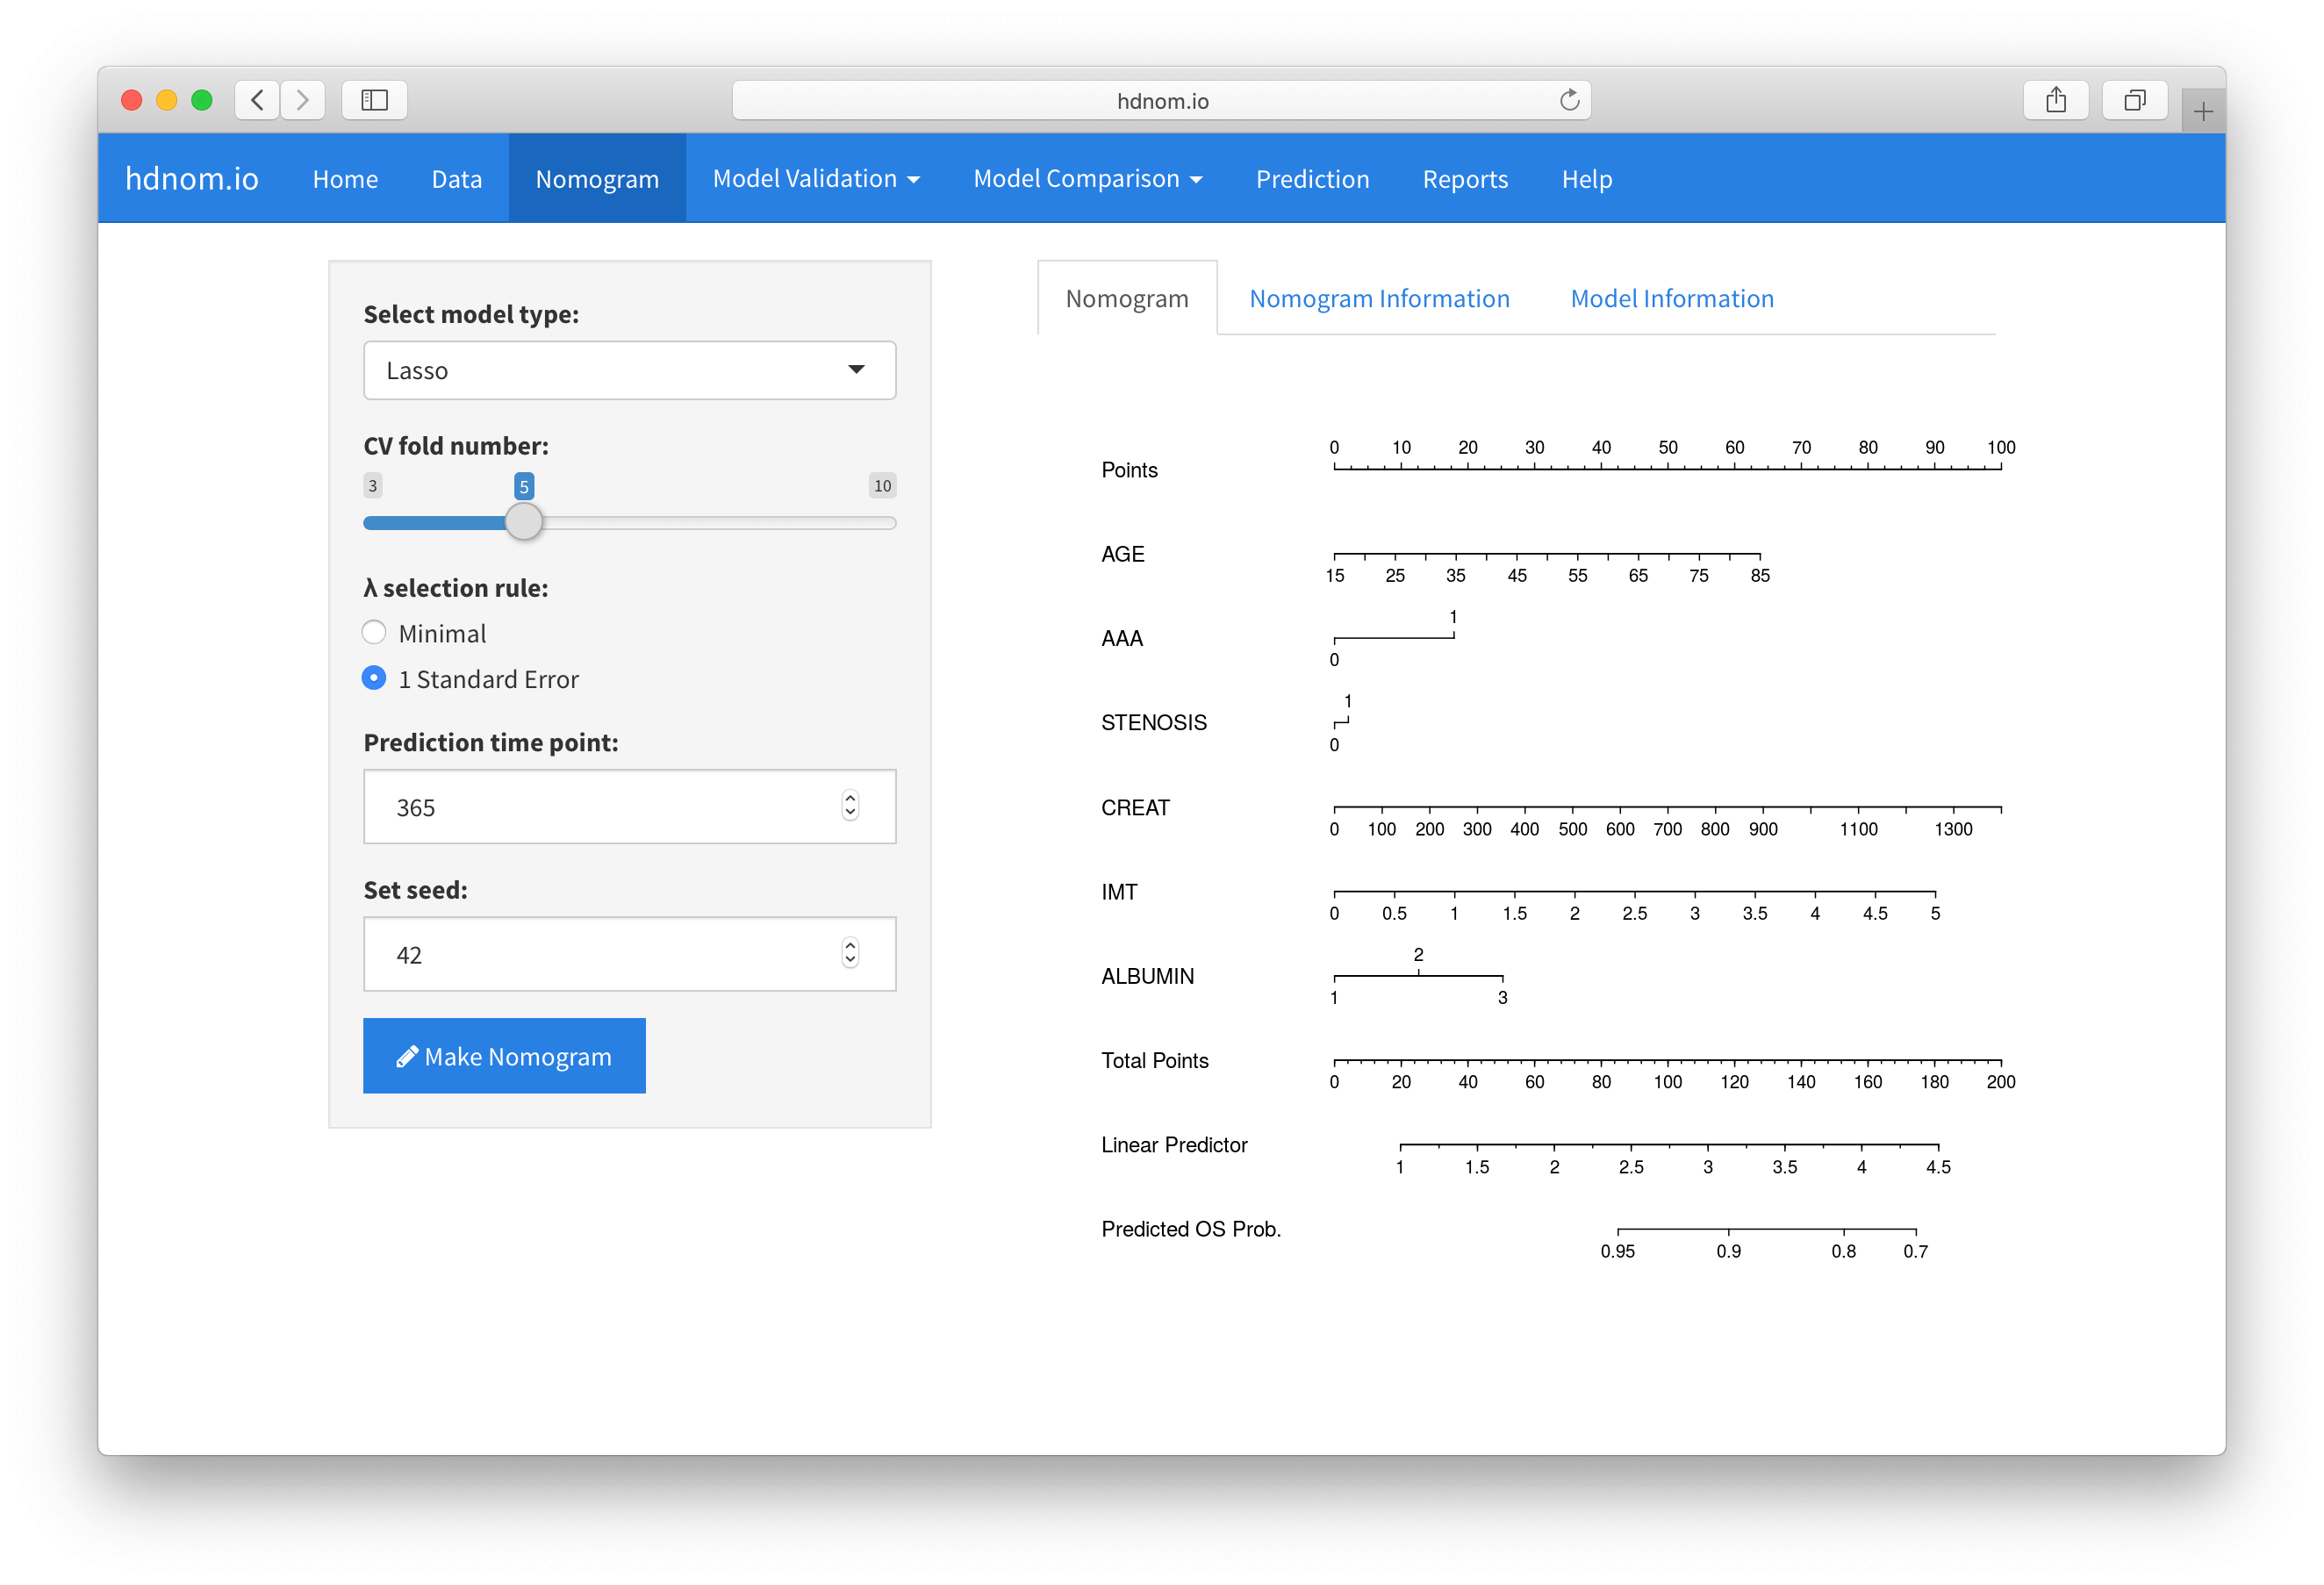 hdnom.io
hdnom.io Home Data Nomogram Model Validation Model Comparison Prediction Reports Help
Select model type:
Lasso
CV fold number:
3 5 10
λ selection rule:
Minimal
1 Standard Error
Prediction time point:
365
Set seed:
42
Make Nomogram
Nomogram Nomogram Information Model Information
0 10 20 30 40 50 60 70 80 90 100
Points
AGE
15 25 35 45 55 65 75 85
1
AAA
0
1
STENOSIS
0
CREAT
0 100 200 300 400 500 600 700 800 900 1100 1300
IMT
0 0.5 1 1.5 2 2.5 3 3.5 4 4.5 5
2
ALBUMIN
1 3
Total Points
0 20 40 60 80 100 120 140 160 180 200
Linear Predictor
1 1.5 2 2.5 3 3.5 4 4.5
Predicted OS Prob.
0.95 0.9 0.8 0.7